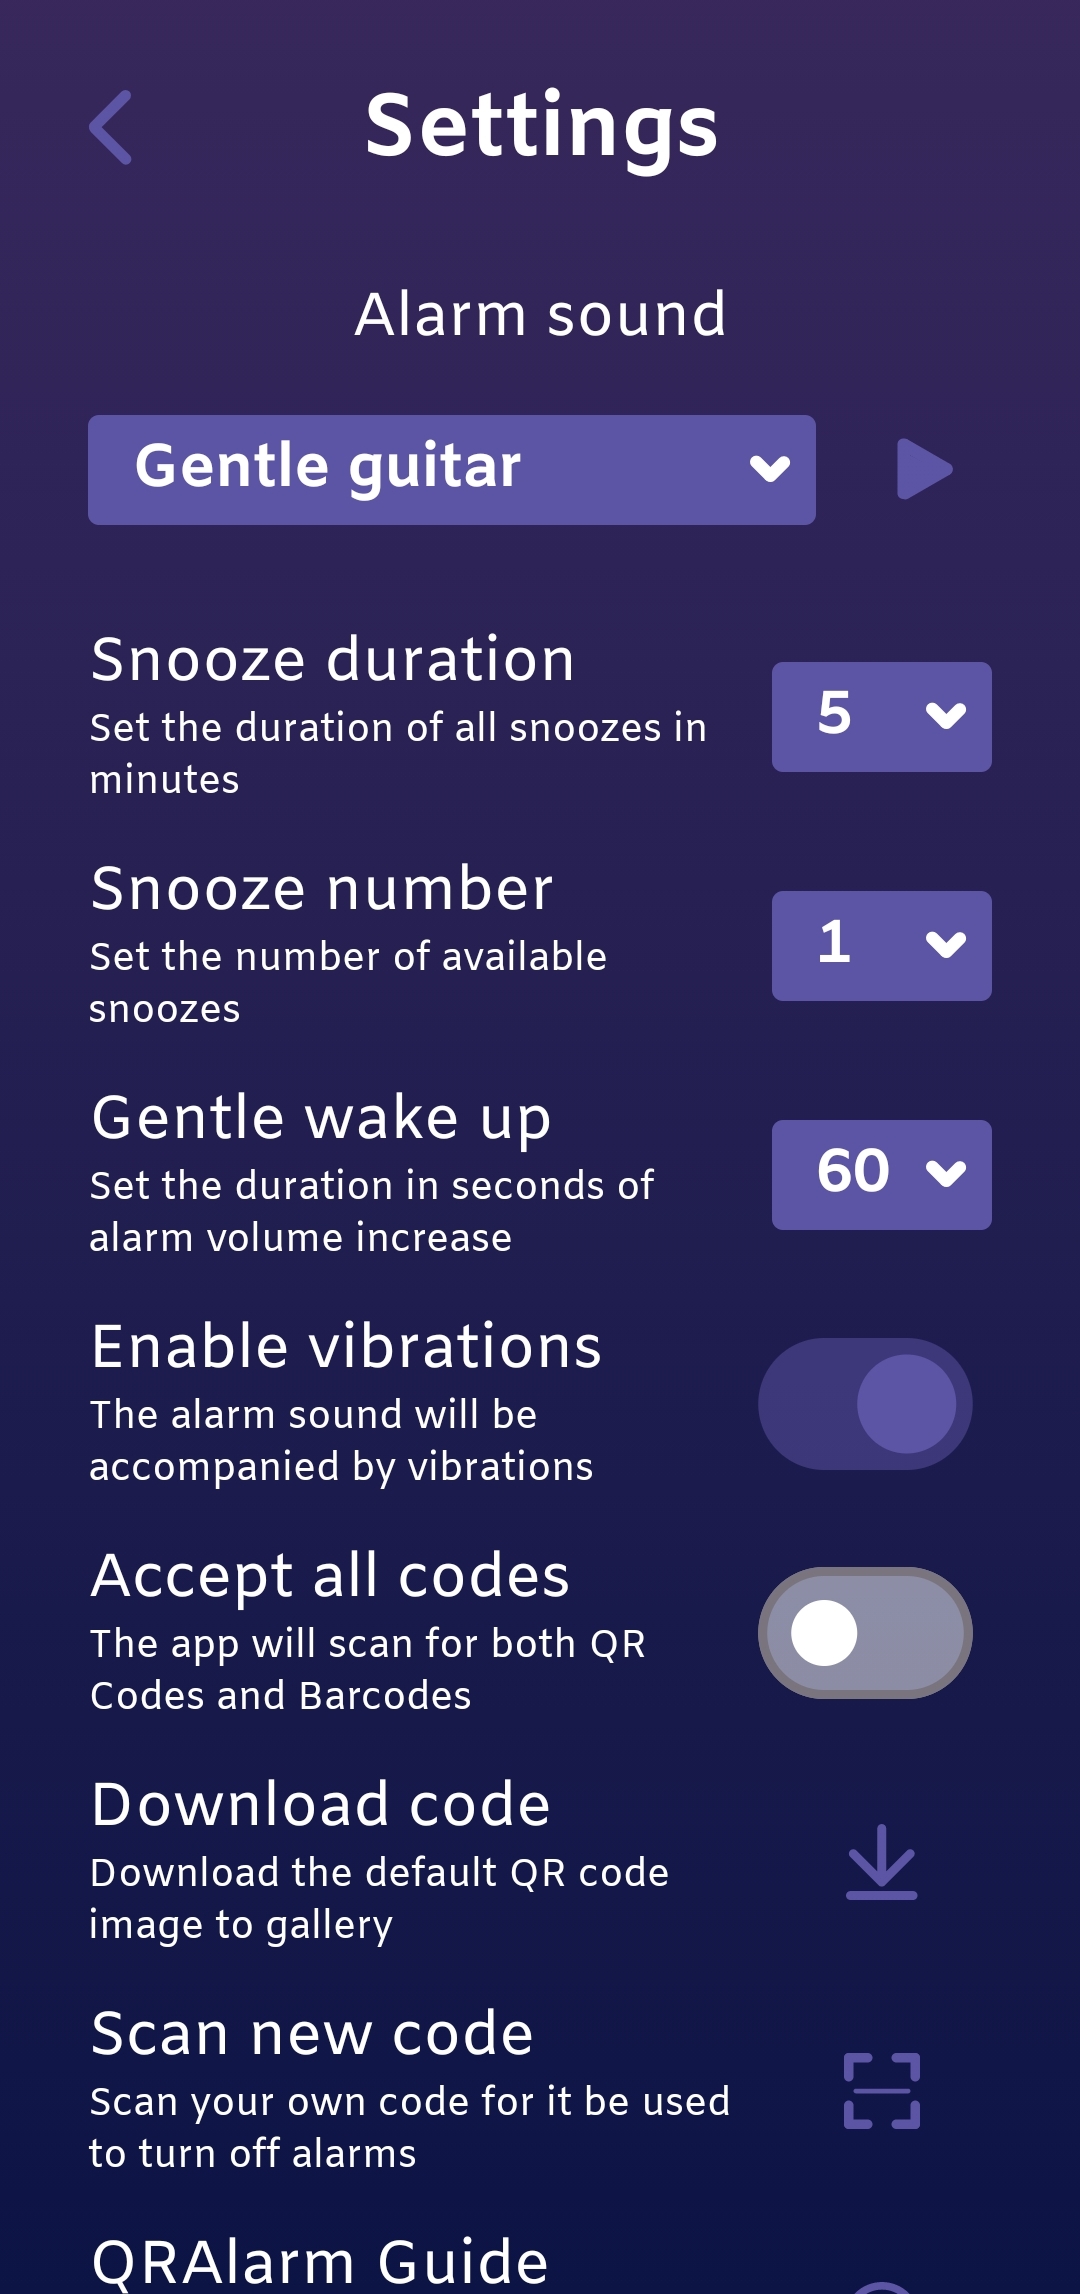 Settings
Alarm sound
Gentle guitar
Snooze duration
Set the duration of all snoozes in
minutes
5
Snooze number
Set the number of available
snoozes
1
Gentle wake up
Set the duration in seconds of
alarm volume increase
60
Enable vibrations
The alarm sound will be
accompanied by vibrations
Accept all codes
The app will scan for both QR
Codes and Barcodes
Download code
Download the default QR code
image to gallery
Scan new code
Scan your own code for it be used
to turn off alarms
QRAlarm Guide